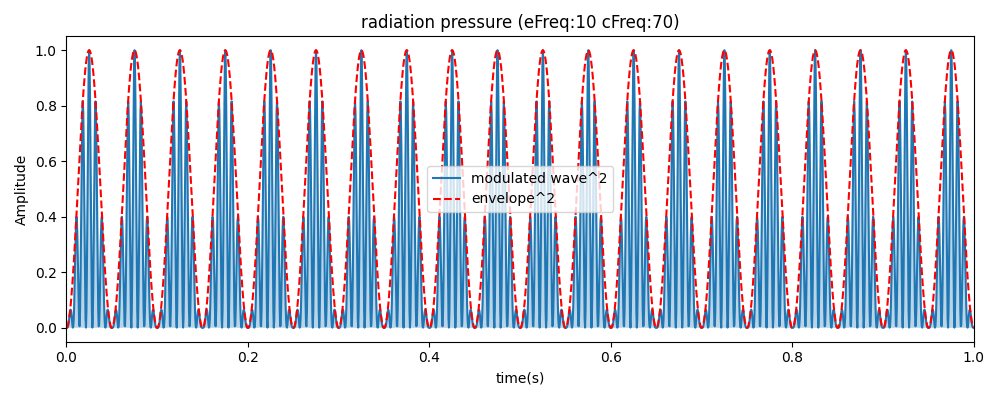 radiation pressure (eFreq:10 cFreq:70)
Amplitude
1.0
0.8
0.6
0.4
0.2
0.0
modulated wave^2
envelope^2
0.0 0.2 0.4 0.6 0.8 1.0
time(s)